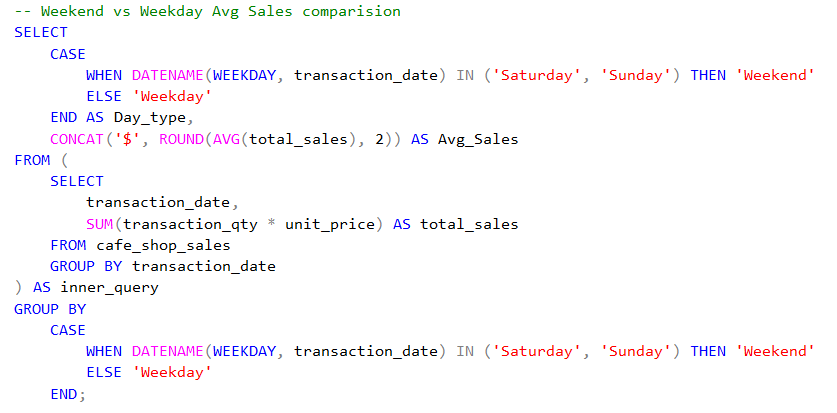 -- Weekend vs Weekday Avg Sales comparision
SELECT
    CASE
        WHEN DATENAME(WEEKDAY, transaction_date) IN ('Saturday', 'Sunday') THEN 'Weekend'
        ELSE 'Weekday'
    END AS Day_type,
    CONCAT('$', ROUND(AVG(total_sales), 2)) AS Avg_Sales
FROM (
    SELECT
        transaction_date,
        SUM(transaction_qty * unit_price) AS total_sales
    FROM cafe_shop_sales
    GROUP BY transaction_date
) AS inner_query
GROUP BY
    CASE
        WHEN DATENAME(WEEKDAY, transaction_date) IN ('Saturday', 'Sunday') THEN 'Weekend'
        ELSE 'Weekday'
    END;